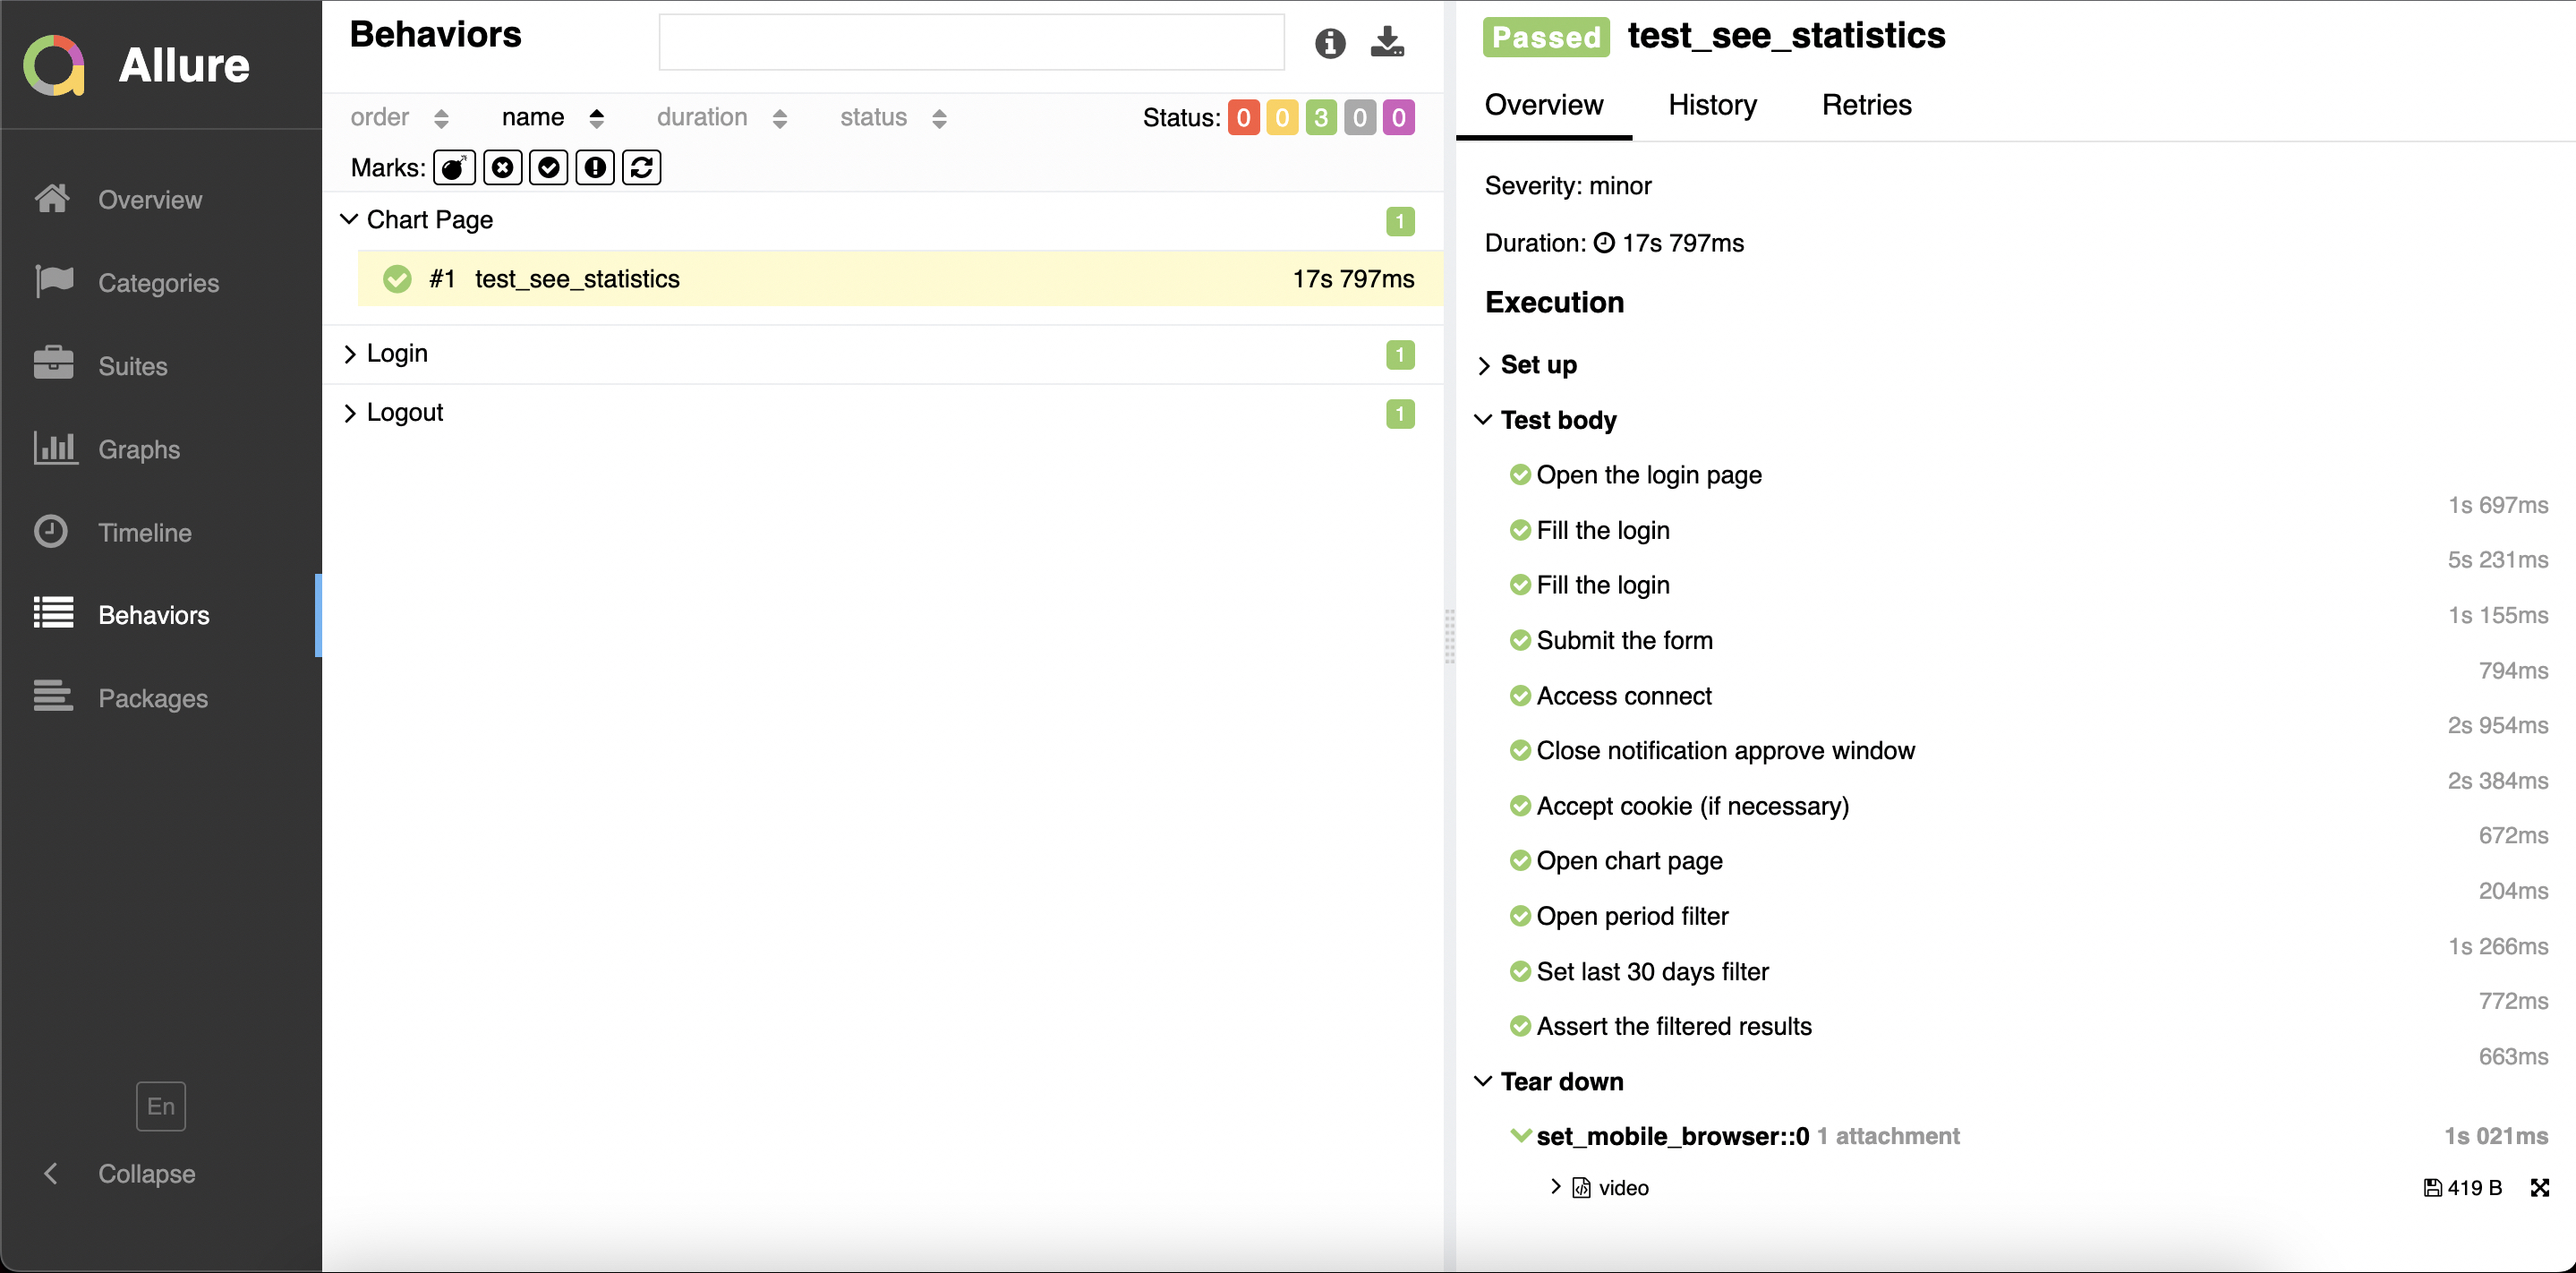 Allure
Overview
Categories
Suites
Graphs
Timeline
Behaviors
Packages
En
Collapse
Behaviors
order name duration status Status: 0 0 3 0 0
Marks:
Chart Page 1
#1 test_see_statistics 17s 797ms
Login 1
Logout 1
Passed test_see_statistics
Overview History Retries
Severity: minor
Duration: 17s 797ms
Execution
Set up
Test body
Open the login page
1s 697ms
Fill the login
5s 231ms
Fill the login
1s 155ms
Submit the form
794ms
Access connect
2s 954ms
Close notification approve window
2s 384ms
Accept cookie (if necessary)
672ms
Open chart page
204ms
Open period filter
1s 266ms
Set last 30 days filter
772ms
Assert the filtered results
663ms
Tear down
set_mobile_browser::0 1 attachment 1s 021ms
video 419 B